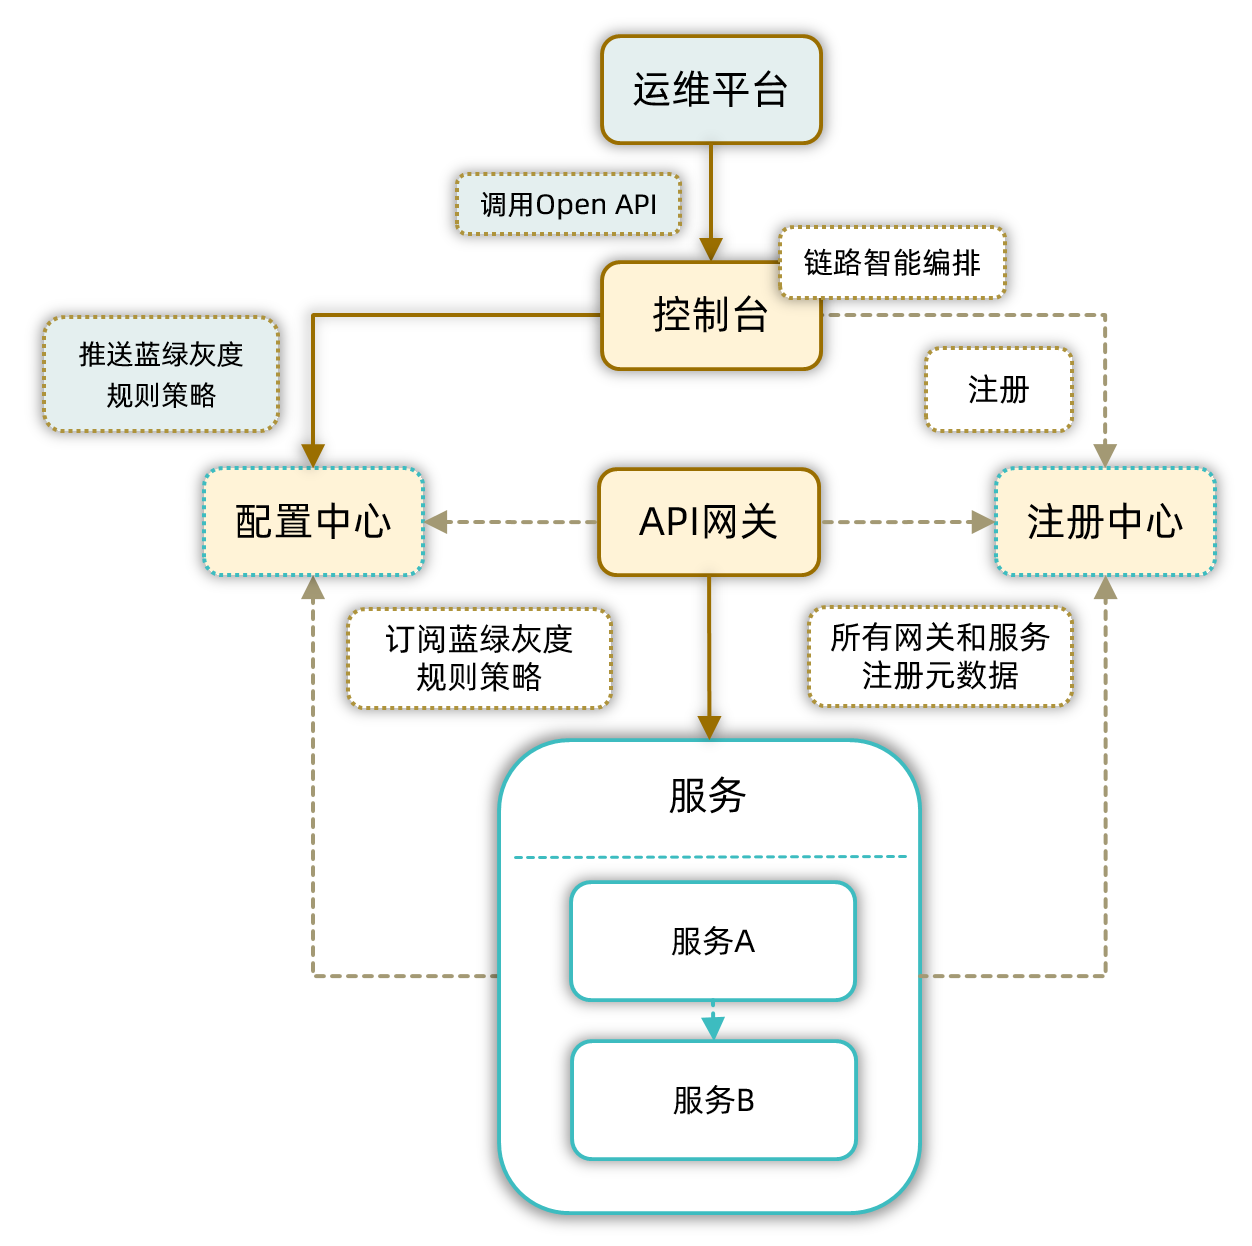 运维平台
调用Open API
链路智能编排
控制台
推送蓝绿灰度
规则策略
注册
配置中心
API网关
注册中心
订阅蓝绿灰度
规则策略
所有网关和服务
注册元数据
服务
服务A
服务B